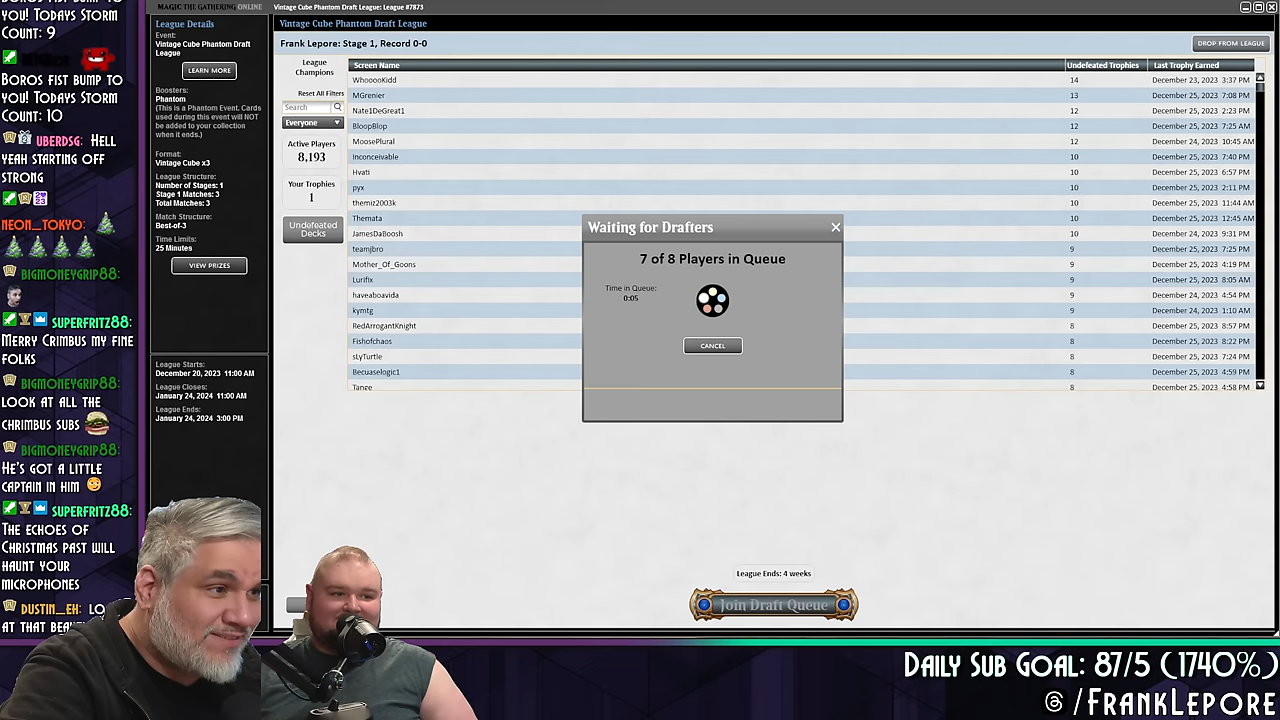 BOROS FIST BUMP TO
YOU! TODAYS STORM
COUNT: 9
BOROS FIST BUMP TO
YOU! TODAYS STORM
COUNT: 10
UBERDSG: HELL
YEAH STARTING OFF
STRONG
NEON_TOKYO:
BIGMONEYGRIP88:
SUPERFRITZ88:
MERRY CRIMBUS MY FINE
FOLKS
BIGMONEYGRIP88:
LOOK AT ALL THE
CHRIMBUS SUBS
BIGMONEYGRIP88:
HE'S GOT A LITTLE
CAPTAIN IN HIM
SUPERFRITZ88:
THE ECHOES OF
CHRISTMAS PAST WILL
HAUNT YOUR
MICROPHONES
DUSTIN_EH:
AT THAT
MAGIC THE GATHERING ONLINE
Vintage Cube Phantom Draft League: League #7873
League Details
Event:
Vintage Cube Phantom Draft
League
LEARN MORE
Boosters:
Phantom
(This is a Phantom Event. Cards
used during this event will NOT
be added to your collection
when it ends.)
Format:
Vintage Cube x3
League Structure:
Number of Stages: 1
Stage 1 Matches: 3
Total Matches: 3
Match Structure:
Best-of-3
Time Limits:
25 Minutes
VIEW PRIZES
League Starts:
December 20, 2023 11:00 AM
League Closes:
January 24, 2024 11:00 AM
League Ends:
January 24, 2024 3:00 PM
Vintage Cube Phantom Draft League
Frank Lepore: Stage 1, Record 0-0
DROP FROM LEAGUE
League
Champions
Reset All Filters
Search
Everyone
Active Players
8,193
Your Trophies
1
Undefeated
Decks
Screen Name Undefeated Trophies Last Trophy Earned
WhooooKidd 14 December 23, 2023 3:37 PM
MGrenier 13 December 25, 2023 7:08 PM
Nate1DeGreat1 12 December 25, 2023 2:23 PM
BloopBlop 12 December 25, 2023 7:25 AM
MoosePlural 12 December 24, 2023 10:45 AM
Inconceivable 10 December 25, 2023 7:40 PM
Hvati 10 December 25, 2023 6:57 PM
pyx 10 December 25, 2023 2:11 PM
themiz2003k 10 December 25, 2023 11:44 AM
Themata 10 December 25, 2023 12:45 AM
JamesDaBoosh 10 December 24, 2023 9:31 PM
teamjbro 9 December 25, 2023 7:25 PM
Mother_Of_Goons 9 December 25, 2023 4:19 PM
Lurifix 9 December 25, 2023 8:05 AM
haveaboavida 9 December 24, 2023 4:54 PM
kymtg 9 December 24, 2023 1:10 AM
RedArrogantKnight 8 December 25, 2023 8:57 PM
Fishofchaos 8 December 25, 2023 8:22 PM
sLyTurtle 8 December 25, 2023 7:24 PM
Becuaselogic1 8 December 25, 2023 4:59 PM
Tange 8 December 25, 2023 4:58 PM
Waiting for Drafters
7 of 8 Players in Queue
Time in Queue:
0:05
CANCEL
League Ends: 4 weeks
Join Draft Queue
DAILY SUB GOAL: 87/5 (1740%)
/FRANKLEPORE